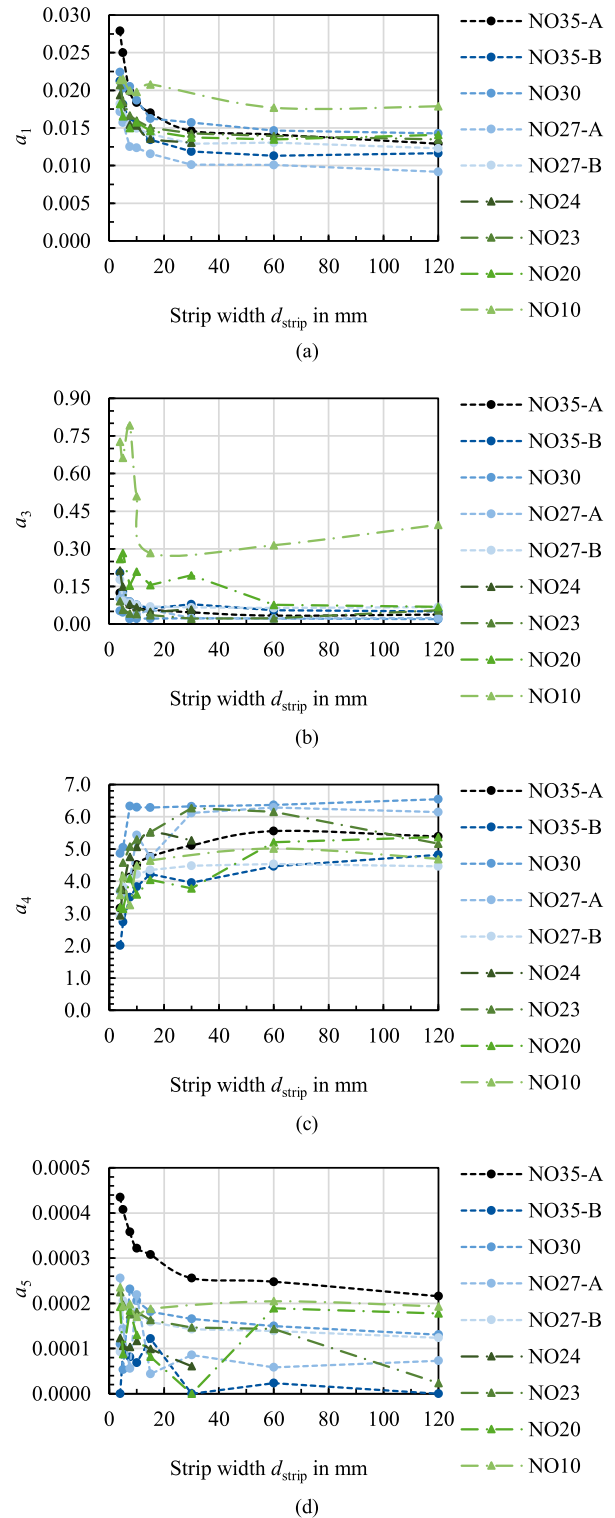 0.030
0.025
0.020
0.015
0.010
0.005
0.000
a1
0 20 40 60 80 100 120
Strip width dstrip in mm
NO35-A
NO35-B
NO30
NO27-A
NO27-B
NO24
NO23
NO20
NO10
(a)
0.90
0.75
0.60
0.45
0.30
0.15
0.00
a3
0 20 40 60 80 100 120
Strip width dstrip in mm
NO35-A
NO35-B
NO30
NO27-A
NO27-B
NO24
NO23
NO20
NO10
(b)
7.0
6.0
5.0
4.0
3.0
2.0
1.0
0.0
a4
0 20 40 60 80 100 120
Strip width dstrip in mm
NO35-A
NO35-B
NO30
NO27-A
NO27-B
NO24
NO23
NO20
NO10
(c)
0.0005
0.0004
0.0003
0.0002
0.0001
0.0000
a5
0 20 40 60 80 100 120
Strip width dstrip in mm
NO35-A
NO35-B
NO30
NO27-A
NO27-B
NO24
NO23
NO20
NO10
(d)